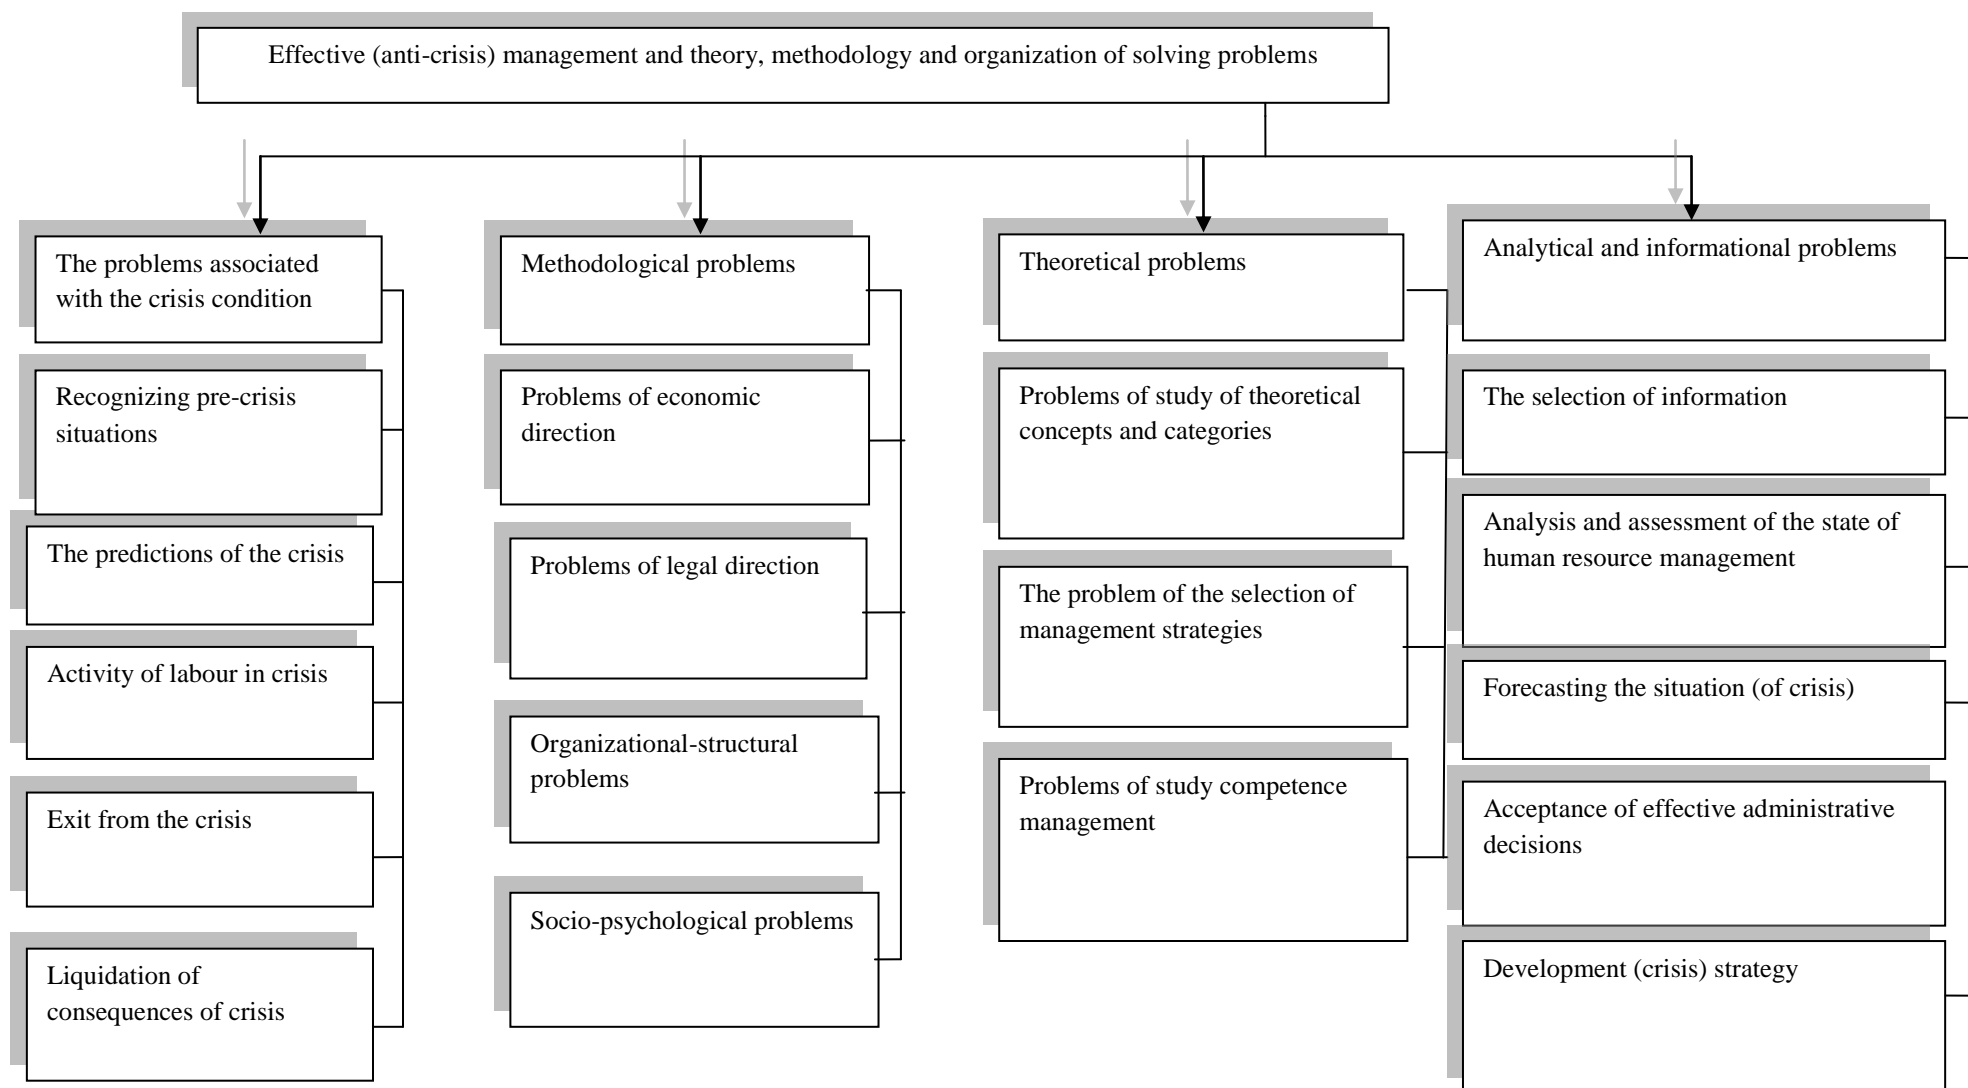 Effective (anti-crisis) management and theory, methodology and organization of solving problems
The problems associated
with the crisis condition
Recognizing pre-crisis
situations
The predictions of the crisis
Activity of labour in crisis
Exit from the crisis
Liquidation of
consequences of crisis
Methodological problems
Problems of economic
direction
Problems of legal direction
Organizational-structural
problems
Socio-psychological problems
Theoretical problems
Problems of study of theoretical
concepts and categories
The problem of the selection of
management strategies
Problems of study competence
management
Analytical and informational problems
The selection of information
Analysis and assessment of the state of
human resource management
Forecasting the situation (of crisis)
Acceptance of effective administrative
decisions
Development (crisis) strategy